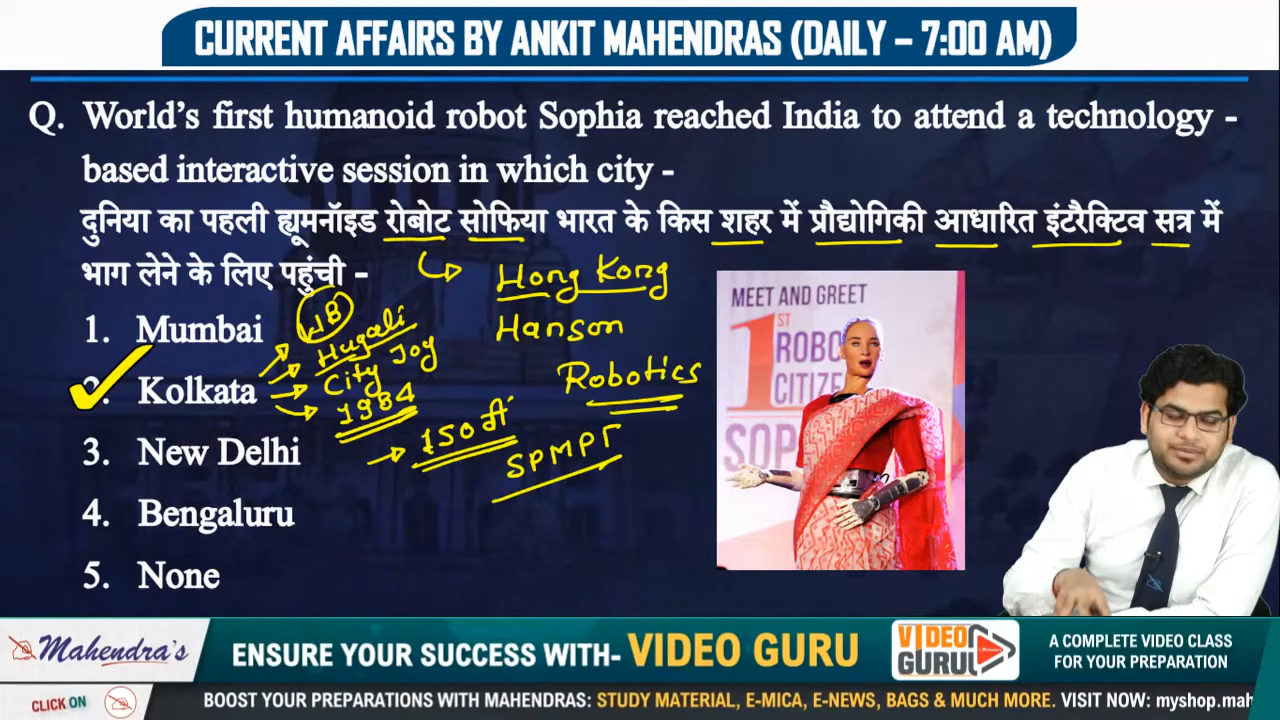 CURRENT AFFAIRS BY ANKIT MAHENDRAS (DAILY – 7:00 AM)
Q. World's first humanoid robot Sophia reached India to attend a technology -
based interactive session in which city -
दुनिया का पहली ह्यूमनॉइड रोबोट सोफिया भारत के किस शहर में प्रौद्योगिकी आधारित इंटरैक्टिव सत्र में
भाग लेने के लिए पहुंची -
Hong Kong
Hanson
Robotics
1. Mumbai
WB
Hugali
2. Kolkata
City Joy
1984
150वीं
SPMPT
3. New Delhi
4. Bengaluru
5. None
MEET AND GREET
1ST
ROBO
CITIZE
SOP
Mahendra's
ENSURE YOUR SUCCESS WITH- VIDEO GURU
VIDEO
GURU
A COMPLETE VIDEO CLASS
FOR YOUR PREPARATION
CLICK ON
BOOST YOUR PREPARATIONS WITH MAHENDRAS: STUDY MATERIAL, E-MICA, E-NEWS, BAGS & MUCH MORE. VISIT NOW: myshop.mah